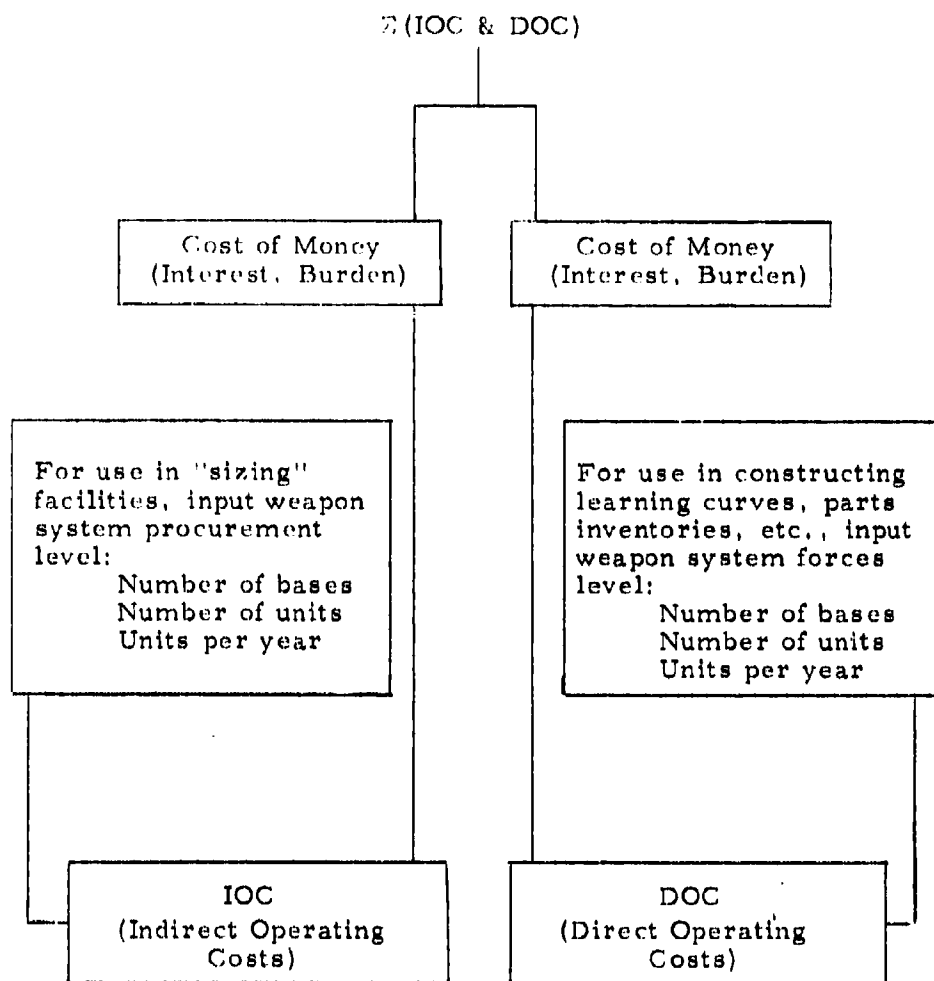 Σ (IOC & DOC)
Cost of Money
(Interest, Burden)
Cost of Money
(Interest, Burden)
For use in "sizing"
facilities, input weapon
system procurement
level:
Number of bases
Number of units
Units per year
For use in constructing
learning curves, parts
inventories, etc., input
weapon system forces
level:
Number of bases
Number of units
Units per year
IOC
(Indirect Operating
Costs)
DOC
(Direct Operating
Costs)